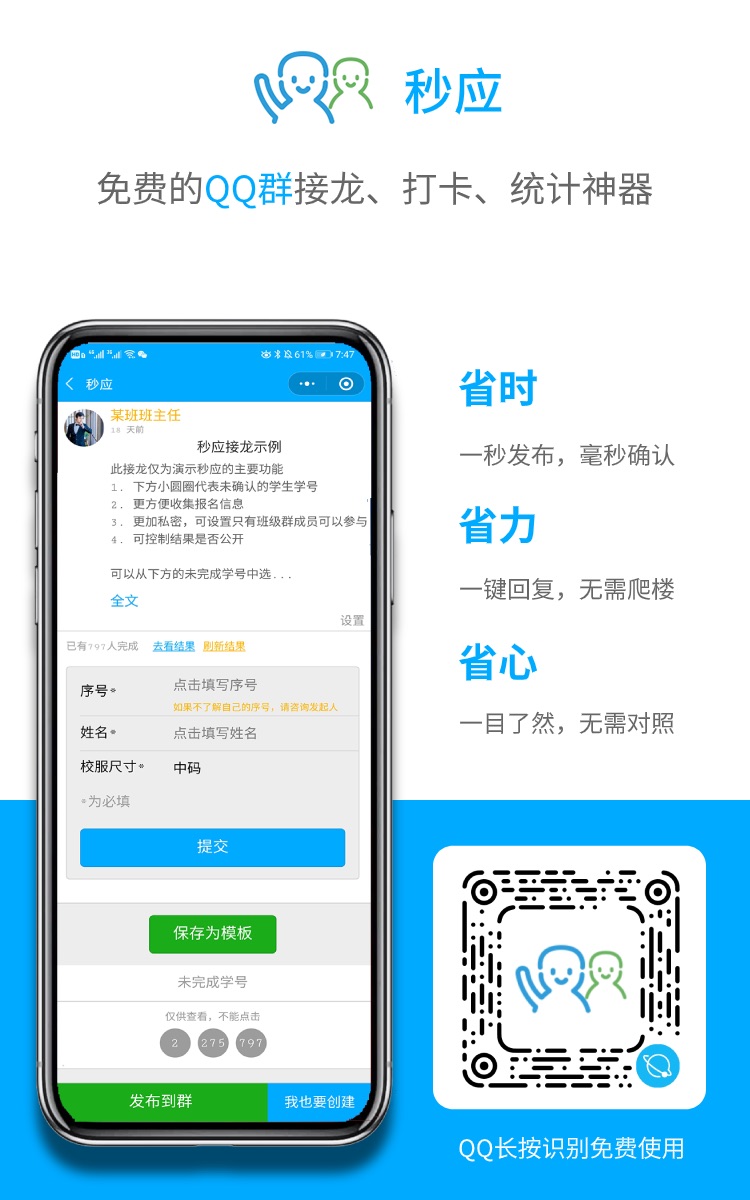 秒应
免费的QQ群接龙、打卡、统计神器
61% 7:47
秒应
某班班主任
18 天前
秒应接龙示例
此接龙仅为演示秒应的主要功能
1. 下方小圆圈代表未确认的学生学号
2. 更方便收集报名信息
3. 更加私密，可设置只有班级群成员可以参与
4. 可控制结果是否公开
可以从下方的未完成学号中选...
全文
设置
已有797人完成 去看结果 刷新结果
序号* 点击填写序号
如果不了解自己的序号，请咨询发起人
姓名* 点击填写姓名
校服尺寸* 中码
*为必填
提交
保存为模板
未完成学号
仅供查看，不能点击
2 275 797
发布到群 我也要创建
省时
一秒发布，毫秒确认
省力
一键回复，无需爬楼
省心
一目了然，无需对照
QQ长按识别免费使用